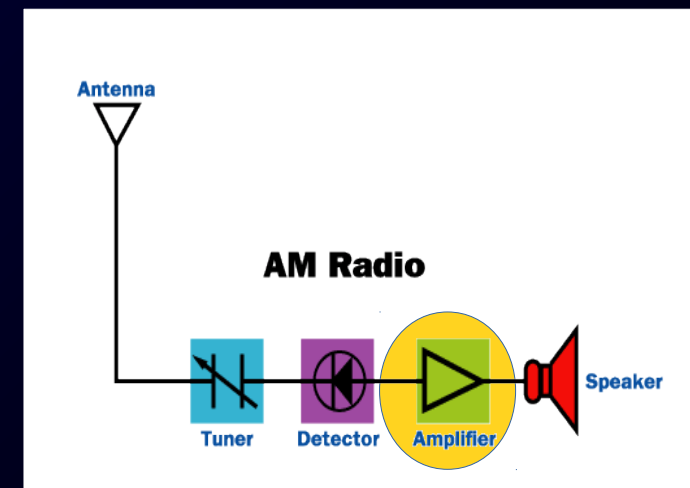 Antenna
AM Radio
Speaker
Tuner
Detector
Amplifier